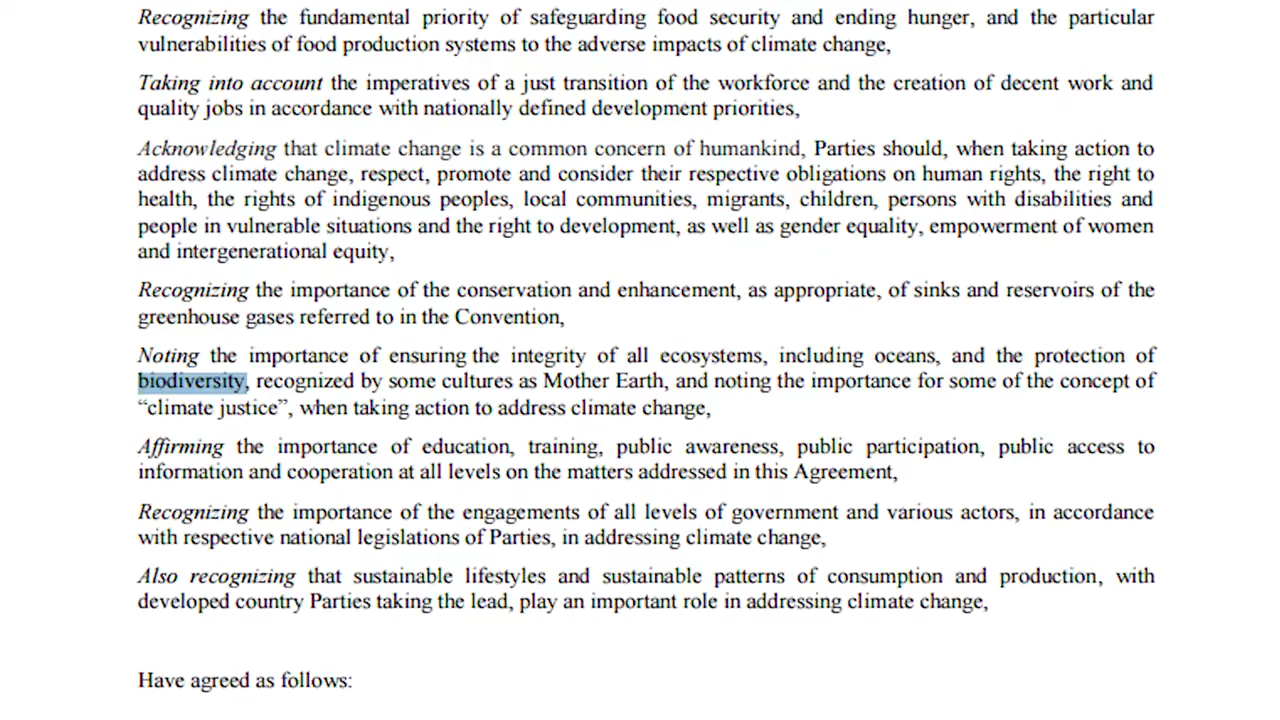 Recognizing the fundamental priority of safeguarding food security and ending hunger, and the particular
vulnerabilities of food production systems to the adverse impacts of climate change,
Taking into account the imperatives of a just transition of the workforce and the creation of decent work and
quality jobs in accordance with nationally defined development priorities,
Acknowledging that climate change is a common concern of humankind, Parties should, when taking action to
address climate change, respect, promote and consider their respective obligations on human rights, the right to
health, the rights of indigenous peoples, local communities, migrants, children, persons with disabilities and
people in vulnerable situations and the right to development, as well as gender equality, empowerment of women
and intergenerational equity,
Recognizing the importance of the conservation and enhancement, as appropriate, of sinks and reservoirs of the
greenhouse gases referred to in the Convention,
Noting the importance of ensuring the integrity of all ecosystems, including oceans, and the protection of
biodiversity, recognized by some cultures as Mother Earth, and noting the importance for some of the concept of
“climate justice”, when taking action to address climate change,
Affirming the importance of education, training, public awareness, public participation, public access to
information and cooperation at all levels on the matters addressed in this Agreement,
Recognizing the importance of the engagements of all levels of government and various actors, in accordance
with respective national legislations of Parties, in addressing climate change,
Also recognizing that sustainable lifestyles and sustainable patterns of consumption and production, with
developed country Parties taking the lead, play an important role in addressing climate change,
Have agreed as follows: